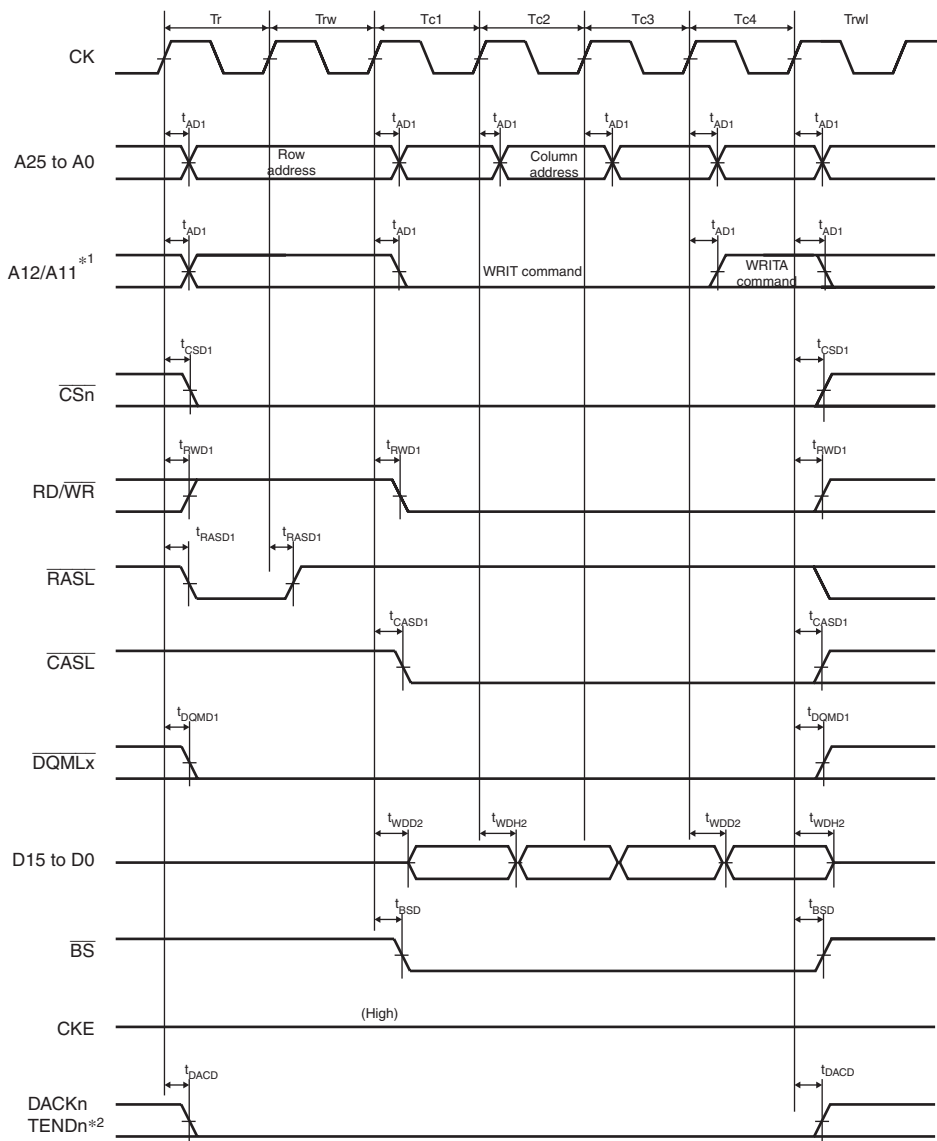 Tr Trw Tc1 Tc2 Tc3 Tc4 Trwl
CK
tAD1 tAD1 tAD1 tAD1 tAD1 tAD1
A25 to A0
Row
address
Column
address
tAD1 tAD1 tAD1 tAD1
A12/A11*1
WRIT command
WRITA
command
tCSD1 tCSD1
CSn
tRWD1 tRWD1 tRWD1
RD/WR
tRASD1 tRASD1
RASL
tCASD1 tCASD1
CASL
tDQMD1 tDQMD1
DQMLx
tWDD2 tWDH2 tWDD2 tWDH2
D15 to D0
tBSD tBSD
BS
(High)
CKE
tDACD tDACD
DACKn
TENDn*2